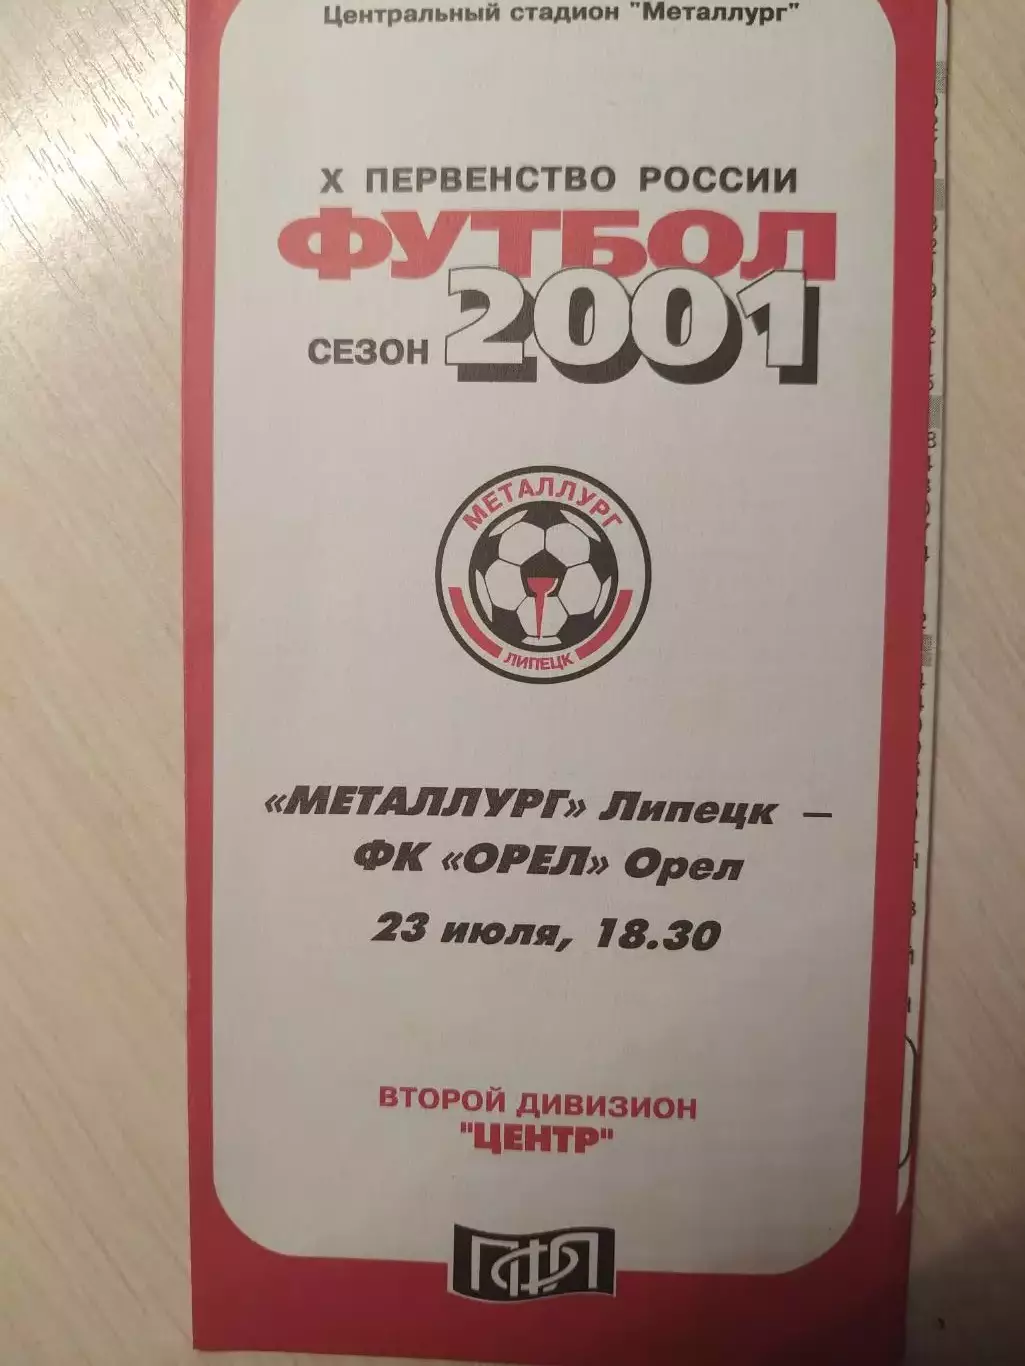 Центральный стадион "Металлург"
X ПЕРВЕНСТВО РОССИИ
ФУТБОЛ
СЕЗОН 2001
МЕТАЛЛУРГ
ЛИПЕЦК
«МЕТАЛЛУРГ» Липецк –
ФК «ОРЕЛ» Орел
23 июля, 18.30
ВТОРОЙ ДИВИЗИОН
"ЦЕНТР"
ПФЛ